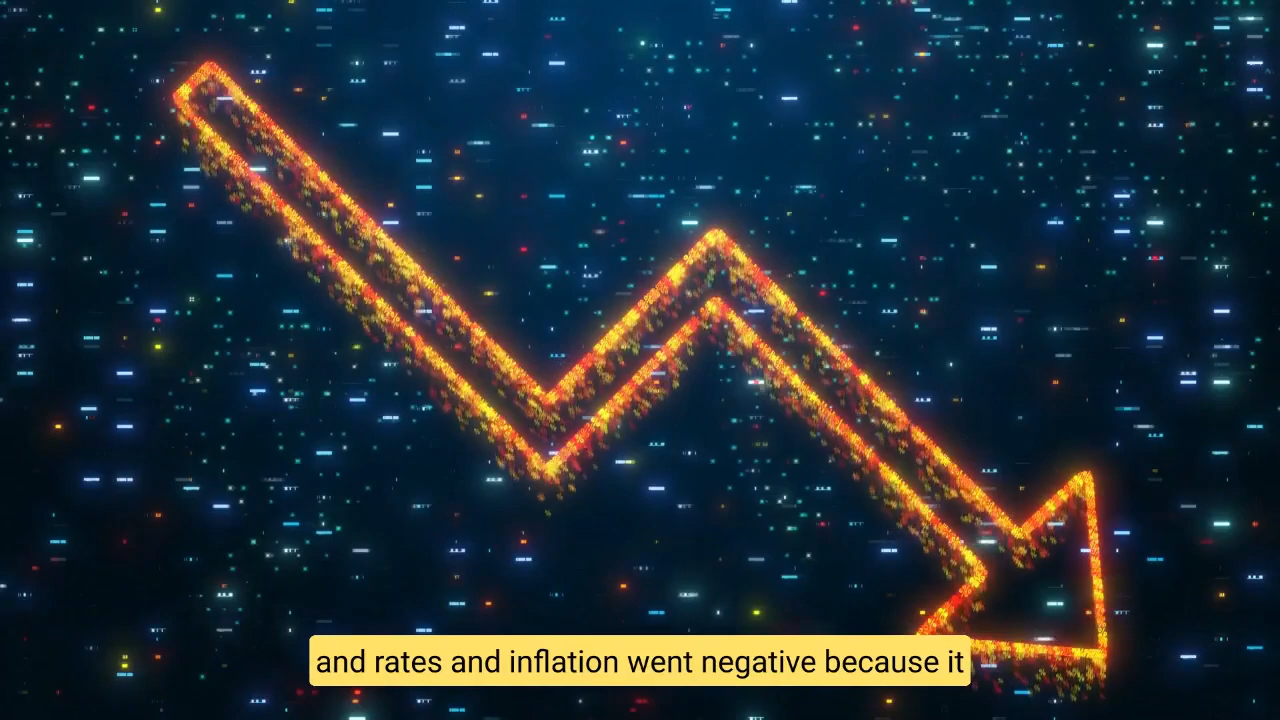 and rates and inflation went negative because it